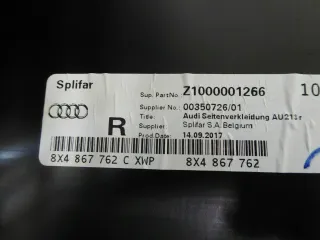 Splifar
Sup. PartNo.: Z1000001266
10
Supplier No.: 00350726/01
R
Title: Audi Seitenverkleidung AU211r
Supplier: Splifar S.A. Belgium
Prod.Date: 14.09.2017
8X4 867 762 C XWP
8X4 867 762